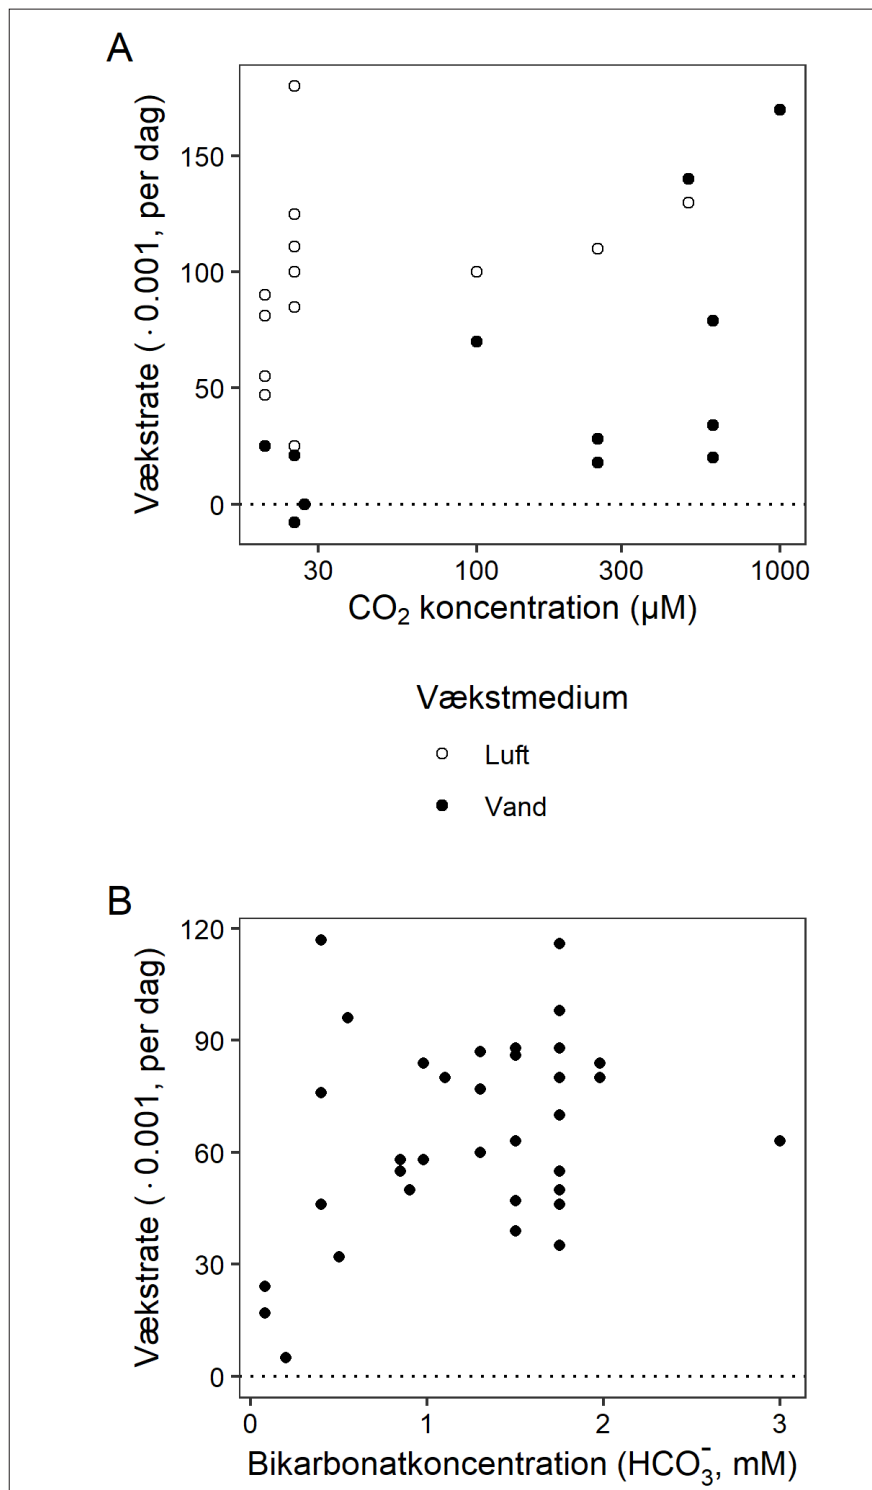 A
Vækstrate ( · 0.001, per dag)
150
100
50
0
30 100 300 1000
CO₂ koncentration (µM)
Vækstmedium
Luft
Vand
B
Vækstrate ( · 0.001, per dag)
120
90
60
30
0
0 1 2 3
Bikarbonatkoncentration (HCO₃⁻, mM)